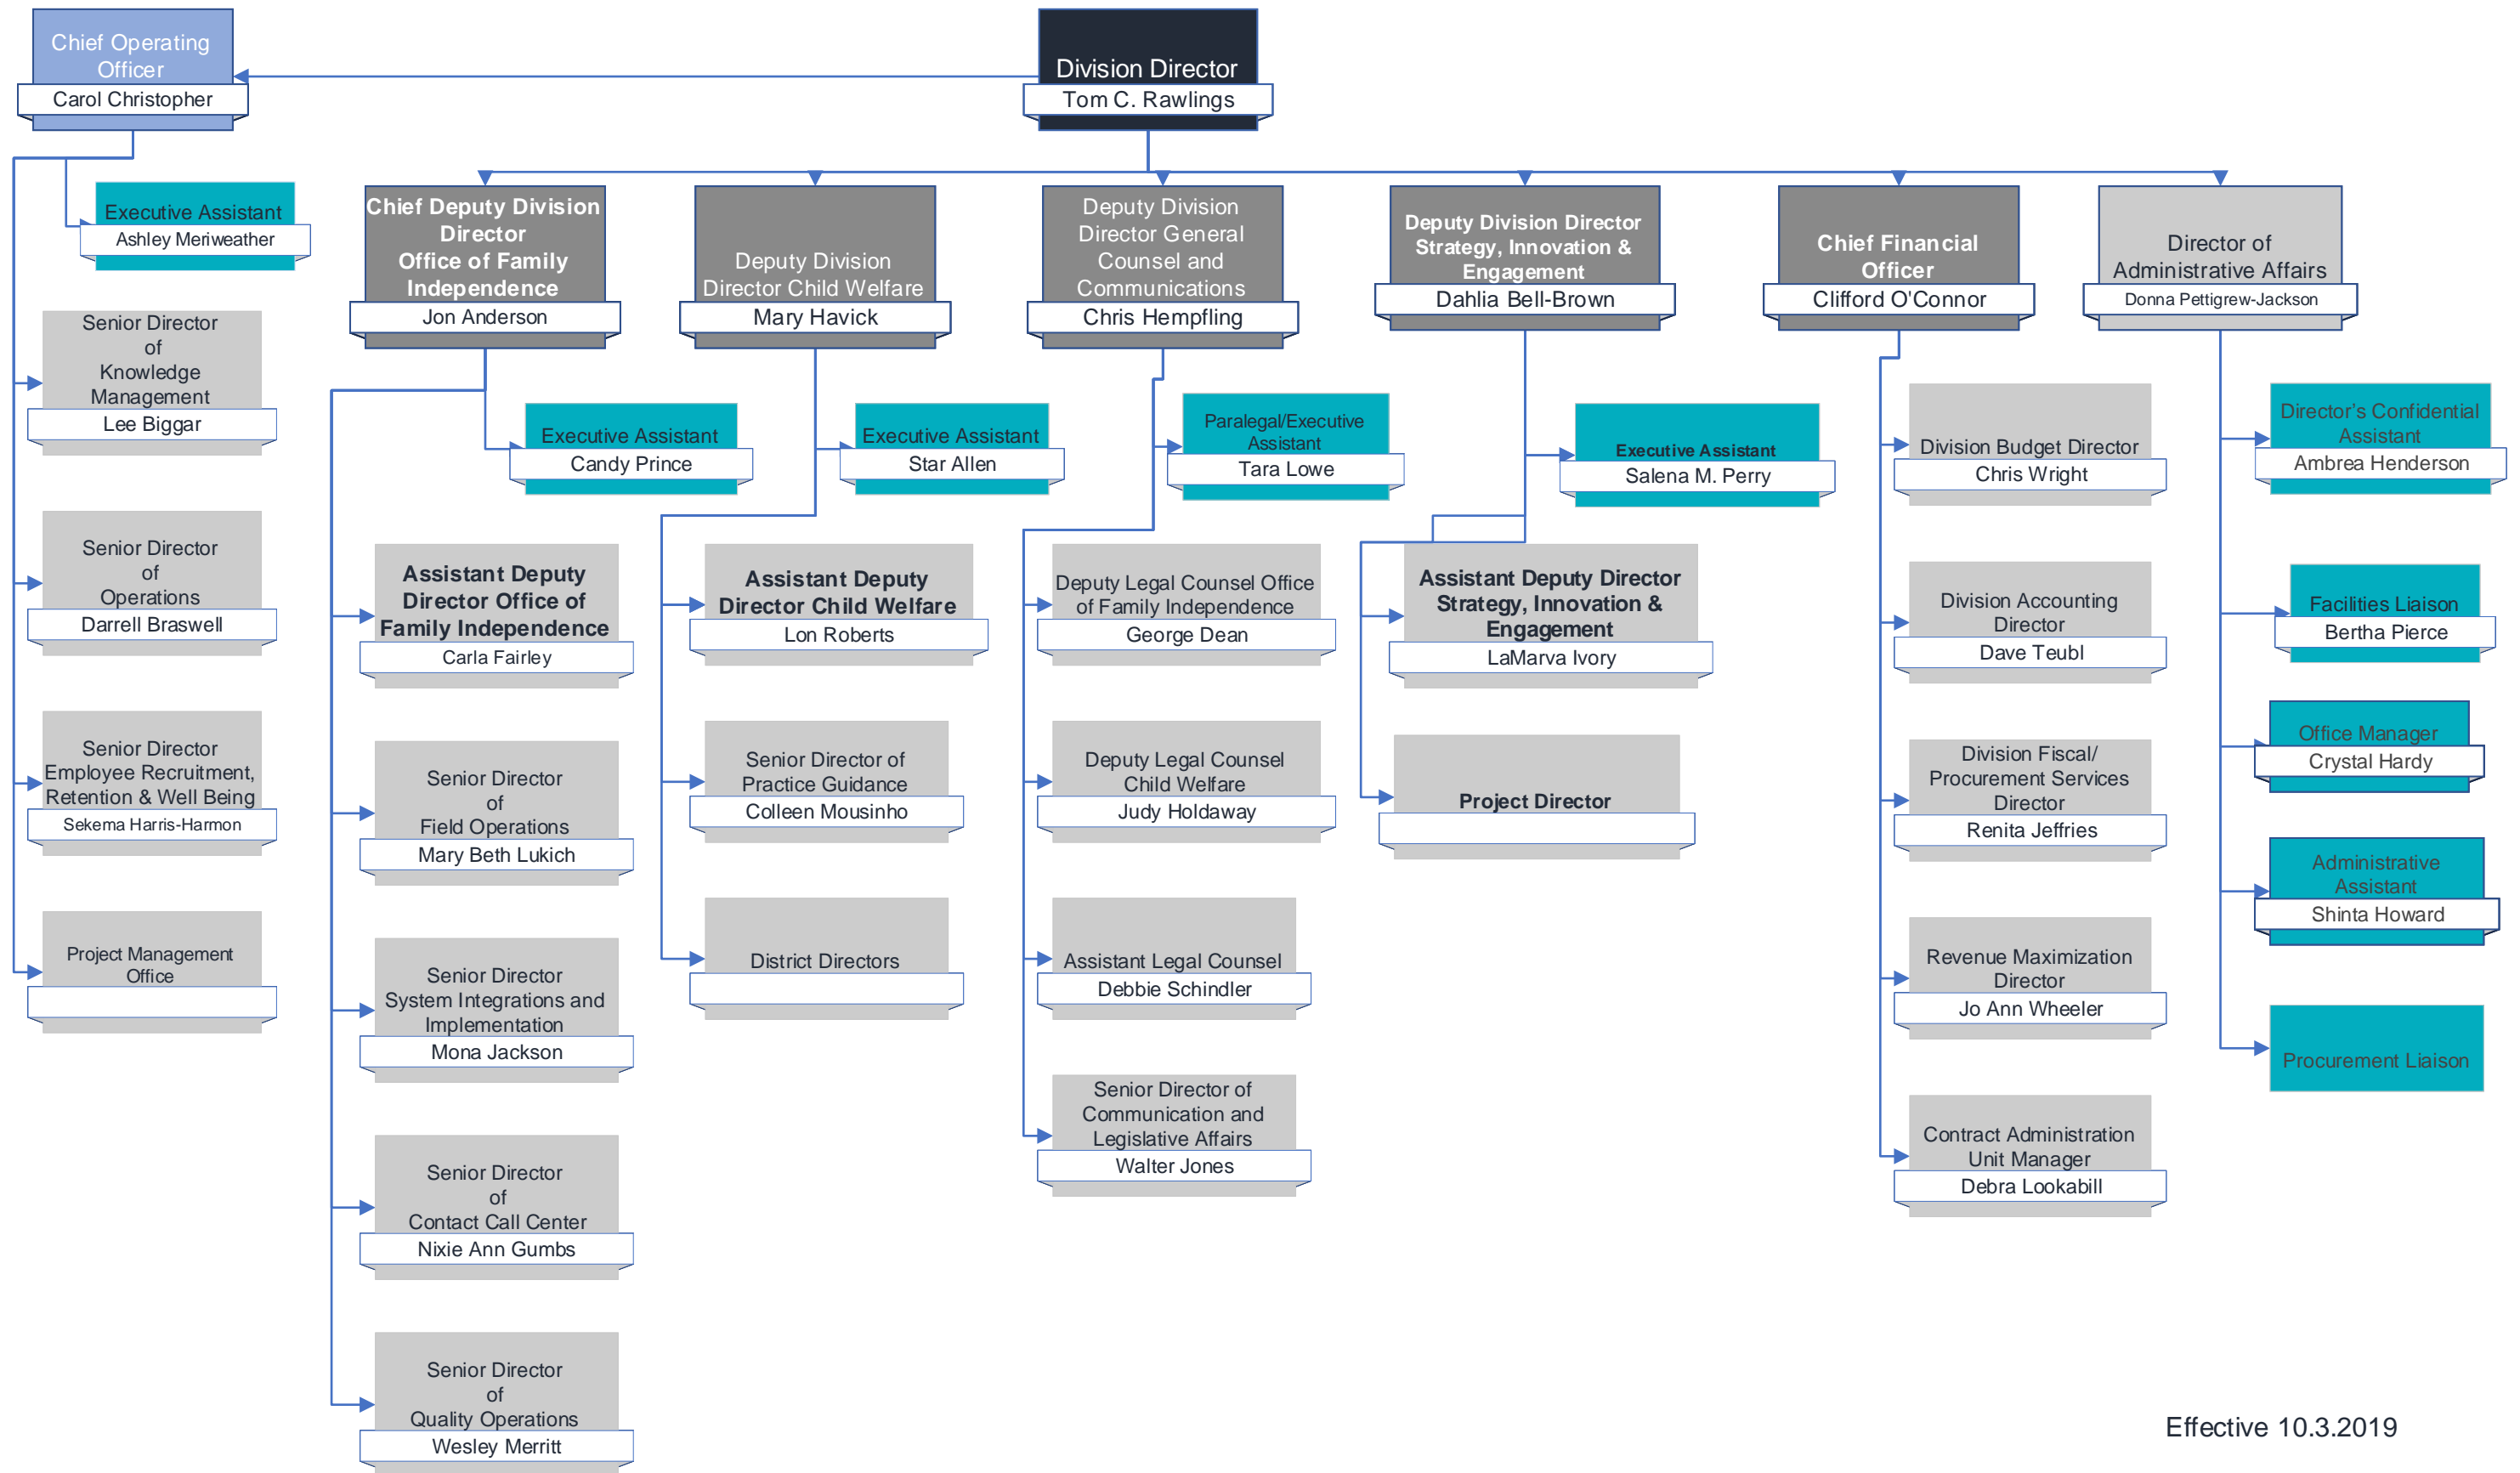 Chief Operating
Officer
Carol Christopher
Division Director
Tom C. Rawlings
Executive Assistant
Ashley Meriweather
Senior Director
of
Knowledge
Management
Lee Biggar
Senior Director
of
Operations
Darrell Braswell
Senior Director
Employee Recruitment,
Retention & Well Being
Sekema Harris-Harmon
Project Management
Office
Chief Deputy Division
Director
Office of Family
Independence
Jon Anderson
Executive Assistant
Candy Prince
Assistant Deputy
Director Office of
Family Independence
Carla Fairley
Senior Director
of
Field Operations
Mary Beth Lukich
Senior Director
System Integrations and
Implementation
Mona Jackson
Senior Director
of
Contact Call Center
Nixie Ann Gumbs
Senior Director
of
Quality Operations
Wesley Merritt
Deputy Division
Director Child Welfare
Mary Havick
Executive Assistant
Star Allen
Assistant Deputy
Director Child Welfare
Lon Roberts
Senior Director of
Practice Guidance
Colleen Mousinho
District Directors
Deputy Division
Director General
Counsel and
Communications
Chris Hempfling
Paralegal/Executive
Assistant
Tara Lowe
Deputy Legal Counsel Office
of Family Independence
George Dean
Deputy Legal Counsel
Child Welfare
Judy Holdaway
Assistant Legal Counsel
Debbie Schindler
Senior Director of
Communication and
Legislative Affairs
Walter Jones
Deputy Division Director
Strategy, Innovation &
Engagement
Dahlia Bell-Brown
Executive Assistant
Salena M. Perry
Assistant Deputy Director
Strategy, Innovation &
Engagement
LaMarva Ivory
Project Director
Chief Financial
Officer
Clifford O'Connor
Division Budget Director
Chris Wright
Division Accounting
Director
Dave Teubl
Division Fiscal/
Procurement Services
Director
Renita Jeffries
Revenue Maximization
Director
Jo Ann Wheeler
Contract Administration
Unit Manager
Debra Lookabill
Director of
Administrative Affairs
Donna Pettigrew-Jackson
Director’s Confidential
Assistant
Ambrea Henderson
Facilities Liaison
Bertha Pierce
Office Manager
Crystal Hardy
Administrative
Assistant
Shinta Howard
Procurement Liaison
Effective 10.3.2019